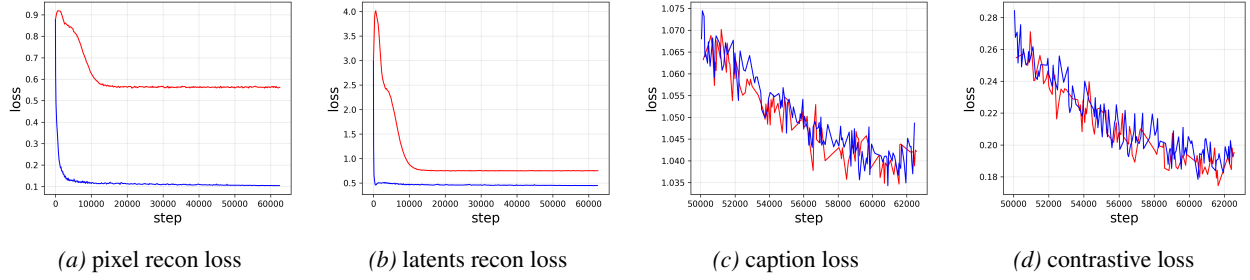 0.9
0.8
0.7
0.6
0.5
0.4
0.3
0.2
0.1
loss
0 10000 20000 30000 40000 50000 60000
step
4.0
3.5
3.0
2.5
2.0
1.5
1.0
0.5
loss
0 10000 20000 30000 40000 50000 60000
step
1.075
1.070
1.065
1.060
1.055
1.050
1.045
1.040
1.035
loss
50000 52000 54000 56000 58000 60000 62000
step
0.28
0.26
0.24
0.22
0.20
0.18
loss
50000 52000 54000 56000 58000 60000 62000
step
(a) pixel recon loss
(b) latents recon loss
(c) caption loss
(d) contrastive loss